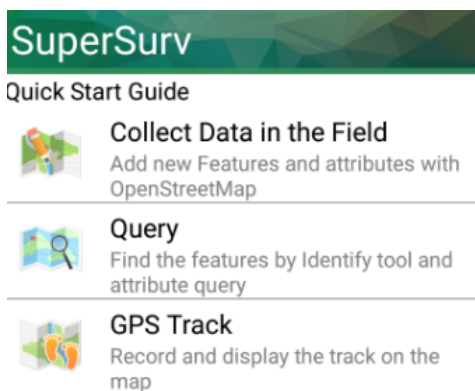 SuperSurv
Quick Start Guide
Collect Data in the Field
Add new Features and attributes with
OpenStreetMap
Query
Find the features by Identify tool and
attribute query
GPS Track
Record and display the track on the
map